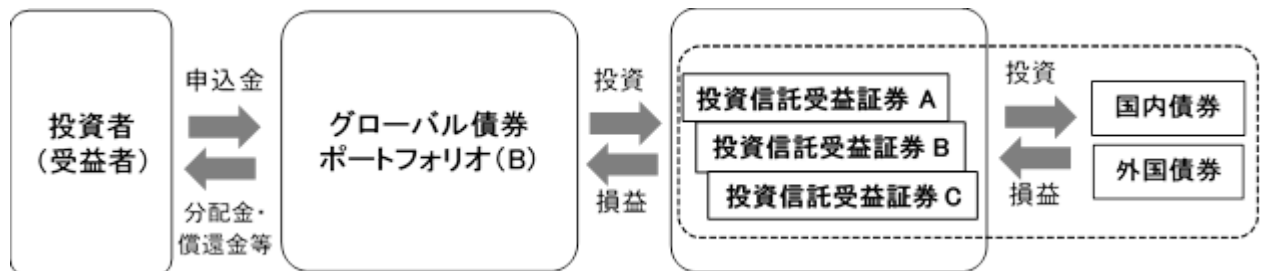 投資者
(受益者)
申込金
分配金・
償還金等
グローバル債券
ポートフォリオ(B)
投資
損益
投資信託受益証券 A
投資信託受益証券 B
投資信託受益証券 C
投資
損益
国内債券
外国債券